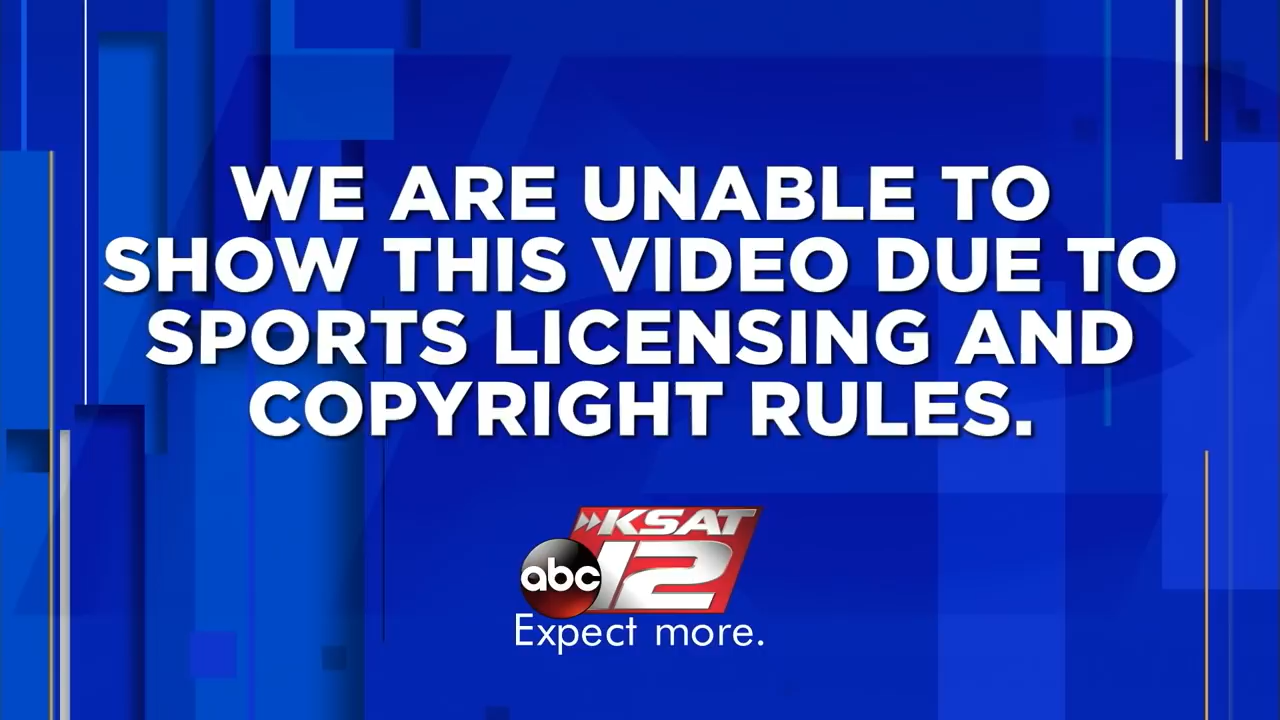 WE ARE UNABLE TO
SHOW THIS VIDEO DUE TO
SPORTS LICENSING AND
COPYRIGHT RULES.
KSAT
abc 12
Expect more.